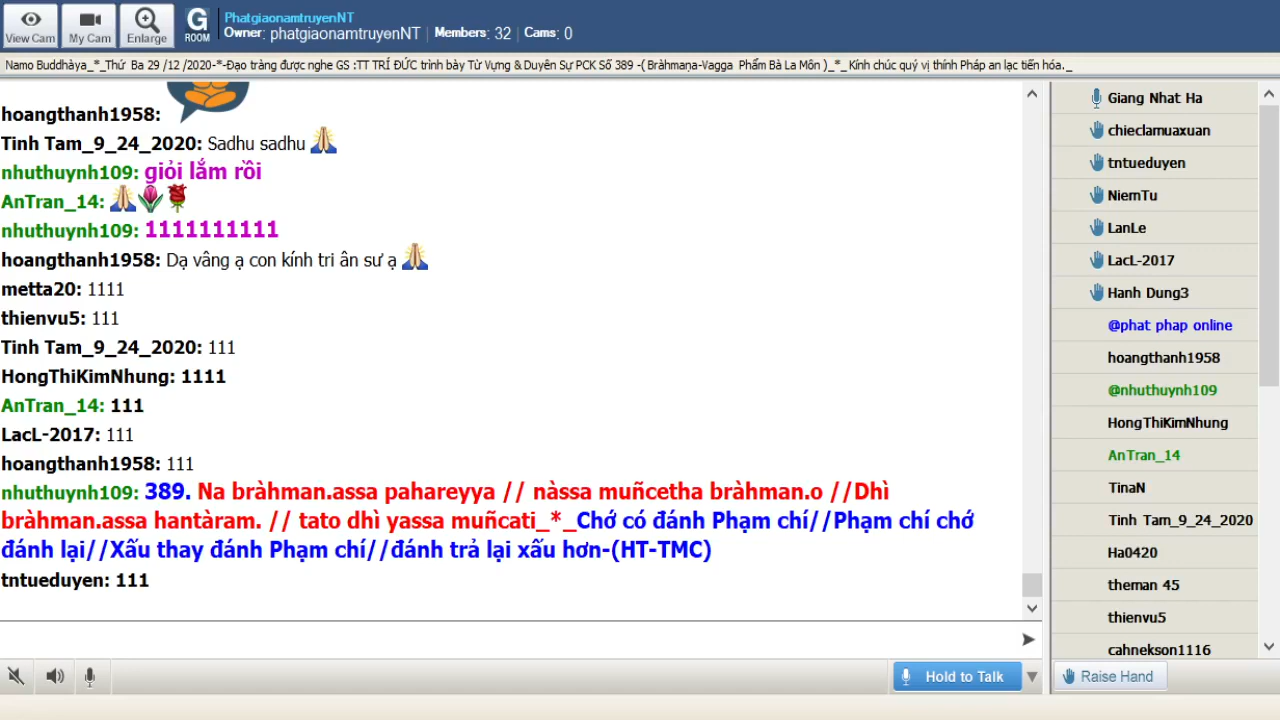 View Cam
My Cam
Enlarge
G
ROOM
PhatgiaonamtruyenNT
Owner: phatgiaonamtruyenNT | Members: 32 | Cams: 0
Namo Buddhàya_*_Thứ Ba 29 /12 /2020-*-Đạo tràng được nghe GS :TT TRÍ ĐỨC trình bày Từ Vựng & Duyên Sự PCK Số 389 -( Bràhmaṇa-Vagga Phẩm Bà La Môn )_*_ Kính chúc quý vị thính Pháp an lạc tiến hóa._
hoangthanh1958:
Tinh Tam_9_24_2020: Sadhu sadhu
nhuthuynh109: giỏi lắm rồi
AnTran_14:
nhuthuynh109: 1111111111
hoangthanh1958: Dạ vâng ạ con kính tri ân sư ạ
metta20: 1111
thienvu5: 111
Tinh Tam_9_24_2020: 111
HongThiKimNhung: 1111
AnTran_14: 111
LacL-2017: 111
hoangthanh1958: 111
nhuthuynh109: 389. Na bràhman.assa pahareyya // nàssa muñcetha bràhman.o //Dhì
bràhman.assa hantàram. // tato dhì yassa muñcati_*_Chớ có đánh Phạm chí//Phạm chí chớ
đánh lại//Xấu thay đánh Phạm chí//đánh trả lại xấu hơn-(HT-TMC)
tntueduyen: 111
Hold to Talk
Giang Nhat Ha
chieclamuaxuan
tntueduyen
NiemTu
LanLe
LacL-2017
Hanh Dung3
@phat phap online
hoangthanh1958
@nhuthuynh109
HongThiKimNhung
AnTran_14
TinaN
Tinh Tam_9_24_2020
Ha0420
theman 45
thienvu5
cahnekson1116
Raise Hand